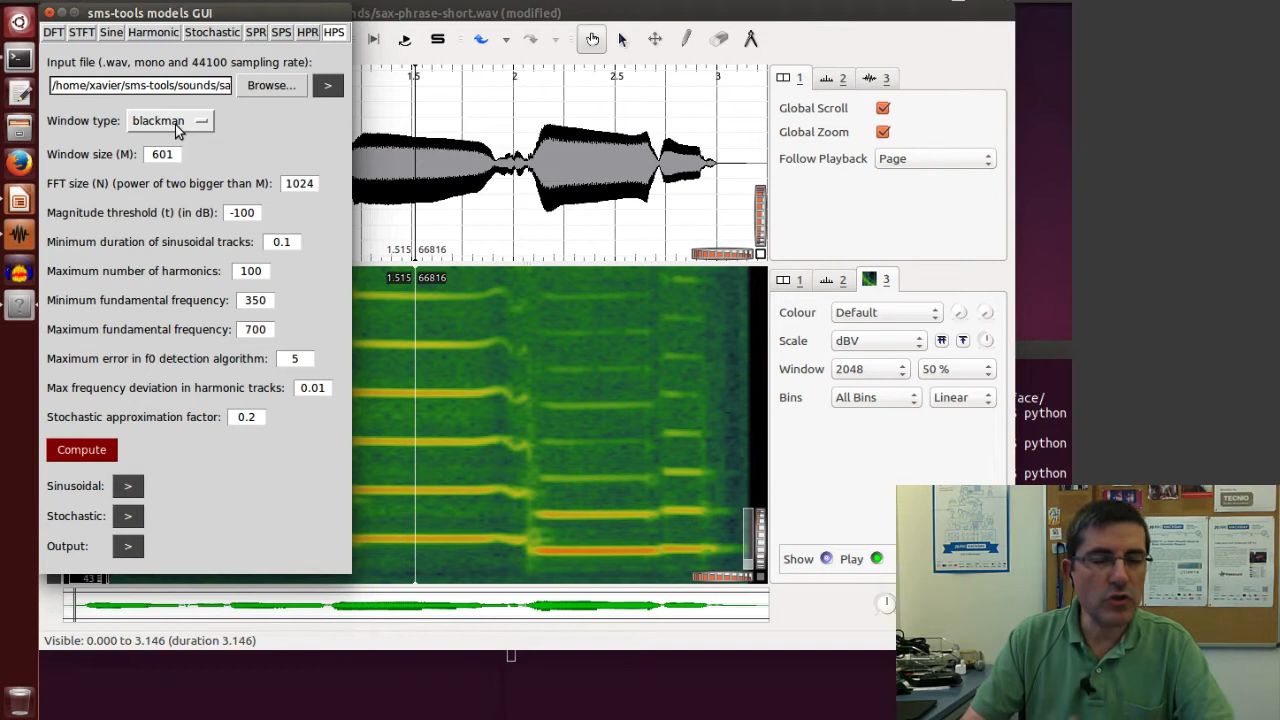 sms-tools models GUI
ds/sax-phrase-short.wav (modified)
DFT STFT Sine Harmonic Stochastic SPR SPS HPR HPS
Input file (.wav, mono and 44100 sampling rate):
/home/xavier/sms-tools/sounds/sa Browse... >
Window type: blackman
Window size (M): 601
FFT size (N) (power of two bigger than M): 1024
Magnitude threshold (t) (in dB): -100
Minimum duration of sinusoidal tracks: 0.1
Maximum number of harmonics: 100
Minimum fundamental frequency: 350
Maximum fundamental frequency: 700
Maximum error in f0 detection algorithm: 5
Max frequency deviation in harmonic tracks: 0.01
Stochastic approximation factor: 0.2
Compute
Sinusoidal: >
Stochastic: >
Output: >
1.5 2 2.5 3
1.515 66816
1.515 66816
43
1 2 3
Global Scroll
Global Zoom
Follow Playback Page
1 2 3
Colour Default
Scale dBV
Window 2048 50 %
Bins All Bins Linear
Show Play
Visible: 0.000 to 3.146 (duration 3.146)
face/
python
python
python
TECNIO